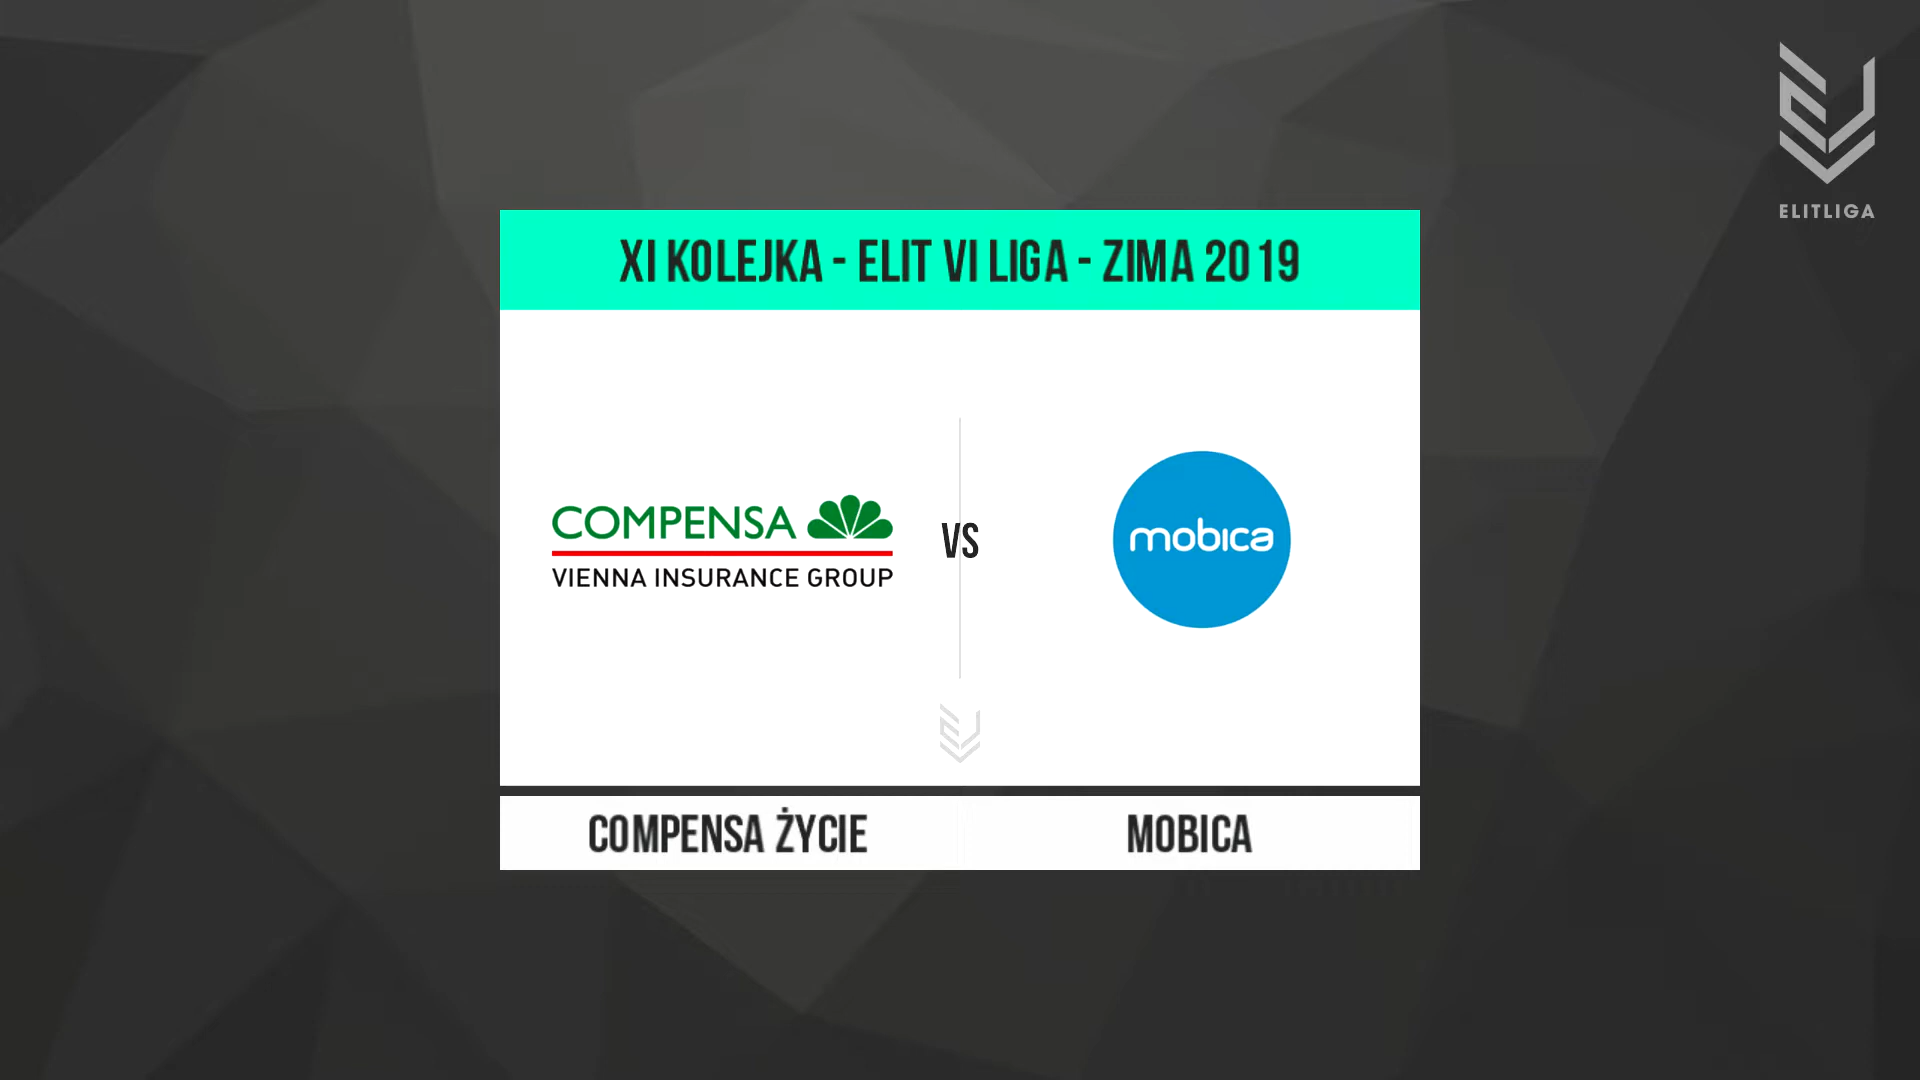 ELITLIGA
XI KOLEJKA - ELIT VI LIGA - ZIMA 2019
COMPENSA
VIENNA INSURANCE GROUP
VS
mobica
COMPENSA ŻYCIE
MOBICA